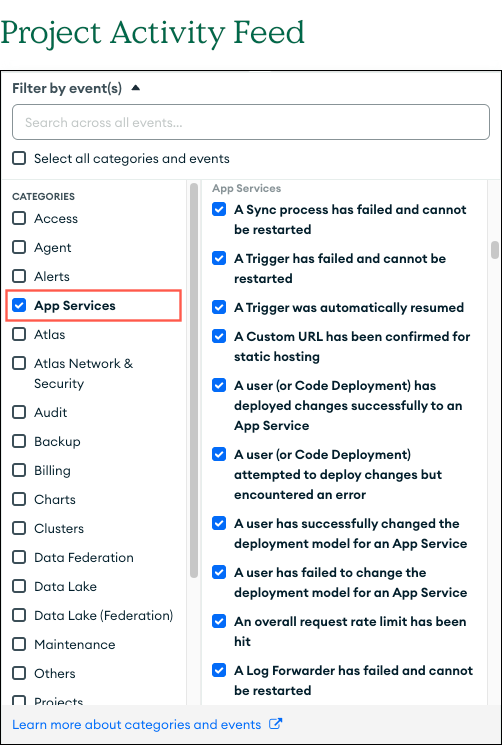 Project Activity Feed
Filter by event(s)
Search across all events...
Select all categories and events
CATEGORIES
Access
Agent
Alerts
App Services
Atlas
Atlas Network &
Security
Audit
Backup
Billing
Charts
Clusters
Data Federation
Data Lake
Data Lake (Federation)
Maintenance
Others
Projects
App Services
A Sync process has failed and cannot
be restarted
A Trigger has failed and cannot be
restarted
A Trigger was automatically resumed
A Custom URL has been confirmed for
static hosting
A user (or Code Deployment) has
deployed changes successfully to an
App Service
A user (or Code Deployment)
attempted to deploy changes but
encountered an error
A user has successfully changed the
deployment model for an App Service
A user has failed to change the
deployment model for an App Service
An overall request rate limit has been
hit
A Log Forwarder has failed and cannot
be restarted
Learn more about categories and events